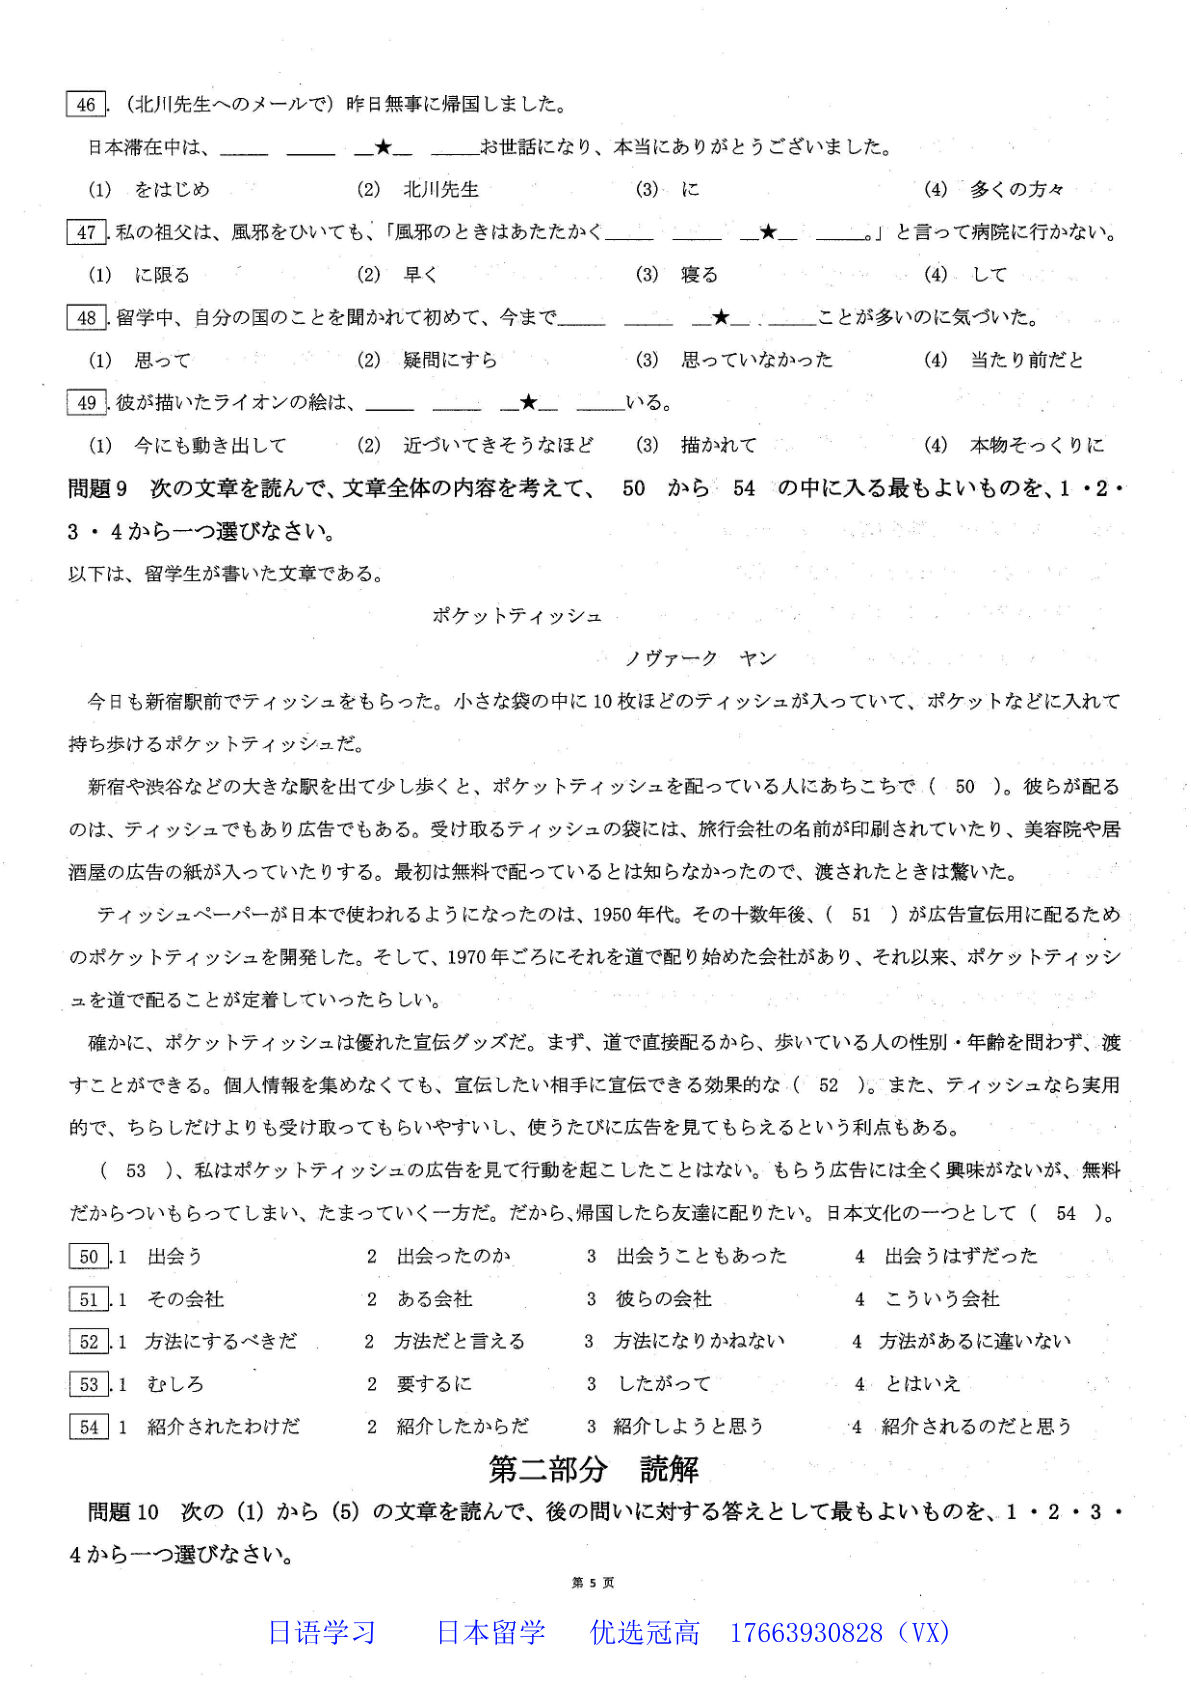 46．（北川先生へのメールで）昨日無事に帰国しました。
日本滞在中は、_____ _____ __★__ _____お世話になり、本当にありがとうございました。
(1) をはじめ (2) 北川先生 (3) に (4) 多くの方々
47．私の祖父は、風邪をひいても、「風邪のときはあたたかく_____ _____ __★__ _____。」と言って病院に行かない。
(1) に限る (2) 早く (3) 寝る (4) して
48．留学中、自分の国のことを聞かれて初めて、今まで_____ _____ __★__ _____ことが多いのに気づいた。
(1) 思って (2) 疑問にすら (3) 思っていなかった (4) 当たり前だと
49．彼が描いたライオンの絵は、_____ _____ __★__ _____いる。
(1) 今にも動き出して (2) 近づいてきそうなほど (3) 描かれて (4) 本物そっくりに
問題9 次の文章を読んで、文章全体の内容を考えて、 50 から 54 の中に入る最もよいものを、1・2・
3・4から一つ選びなさい。
以下は、留学生が書いた文章である。
ポケットティッシュ
ノヴァーク ヤン
今日も新宿駅前でティッシュをもらった。小さな袋の中に10枚ほどのティッシュが入っていて、ポケットなどに入れて
持ち歩けるポケットティッシュだ。
新宿や渋谷などの大きな駅を出て少し歩くと、ポケットティッシュを配っている人にあちこちで（ 50 ）。彼らが配る
のは、ティッシュでもあり広告でもある。受け取るティッシュの袋には、旅行会社の名前が印刷されていたり、美容院や居
酒屋の広告の紙が入っていたりする。最初は無料で配っているとは知らなかったので、渡されたときは驚いた。
ティッシュペーパーが日本で使われるようになったのは、1950年代。その十数年後、（ 51 ）が広告宣伝用に配るため
のポケットティッシュを開発した。そして、1970年ごろにそれを道で配り始めた会社があり、それ以来、ポケットティッシ
ュを道で配ることが定着していったらしい。
確かに、ポケットティッシュは優れた宣伝グッズだ。まず、道で直接配るから、歩いている人の性別・年齢を問わず、渡
すことができる。個人情報を集めなくても、宣伝したい相手に宣伝できる効果的な（ 52 ）。また、ティッシュなら実用
的で、ちらしだけよりも受け取ってもらいやすいし、使うたびに広告を見てもらえるという利点もある。
（ 53 ）、私はポケットティッシュの広告を見て行動を起こしたことはない。もらう広告には全く興味がないが、無料
だからついもらってしまい、たまっていく一方だ。だから、帰国したら友達に配りたい。日本文化の一つとして（ 54 ）。
50．1 出会う 2 出会ったのか 3 出会うこともあった 4 出会うはずだった
51．1 その会社 2 ある会社 3 彼らの会社 4 こういう会社
52．1 方法にするべきだ 2 方法だと言える 3 方法になりかねない 4 方法があるに違いない
53．1 むしろ 2 要するに 3 したがって 4 とはいえ
54 1 紹介されたわけだ 2 紹介したからだ 3 紹介しようと思う 4 紹介されるのだと思う
第二部分 読解
問題10 次の（1）から（5）の文章を読んで、後の問いに対する答えとして最もよいものを、1・2・3・
4から一つ選びなさい。
第 5 页
日语学习 日本留学 优选冠高 17663930828（VX）